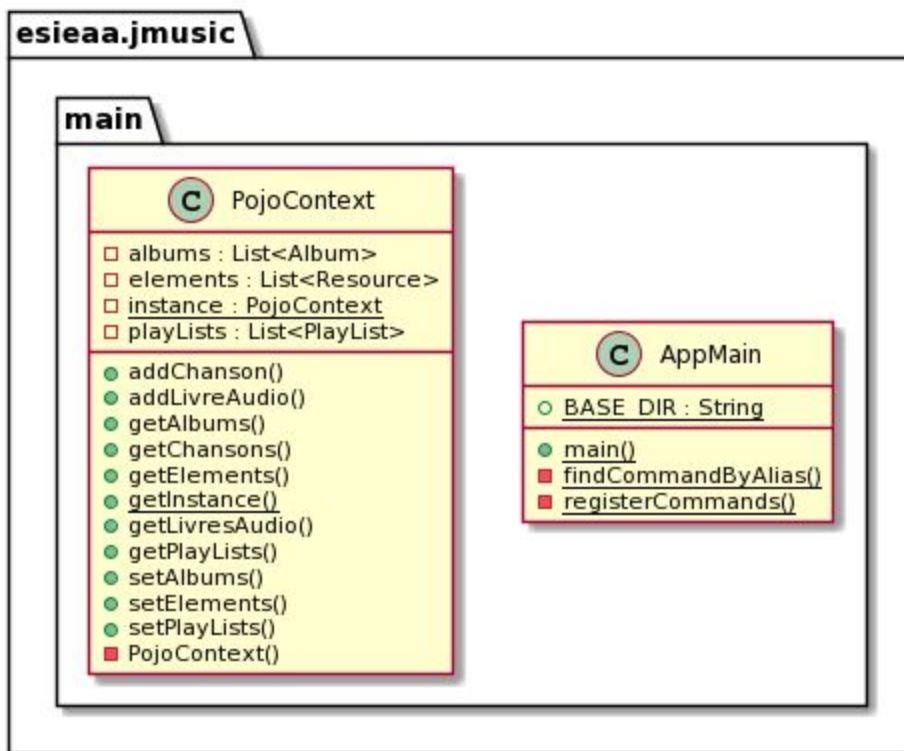 esieaa.jmusic
main
C PojoContext
albums : List<Album>
elements : List<Resource>
instance : PojoContext
playLists : List<PlayList>
addChanson()
addLivreAudio()
getAlbums()
getChansons()
getElements()
getInstance()
getLivresAudio()
getPlayLists()
setAlbums()
setElements()
setPlayLists()
PojoContext()
C AppMain
BASE_DIR : String
main()
findCommandByAlias()
registerCommands()